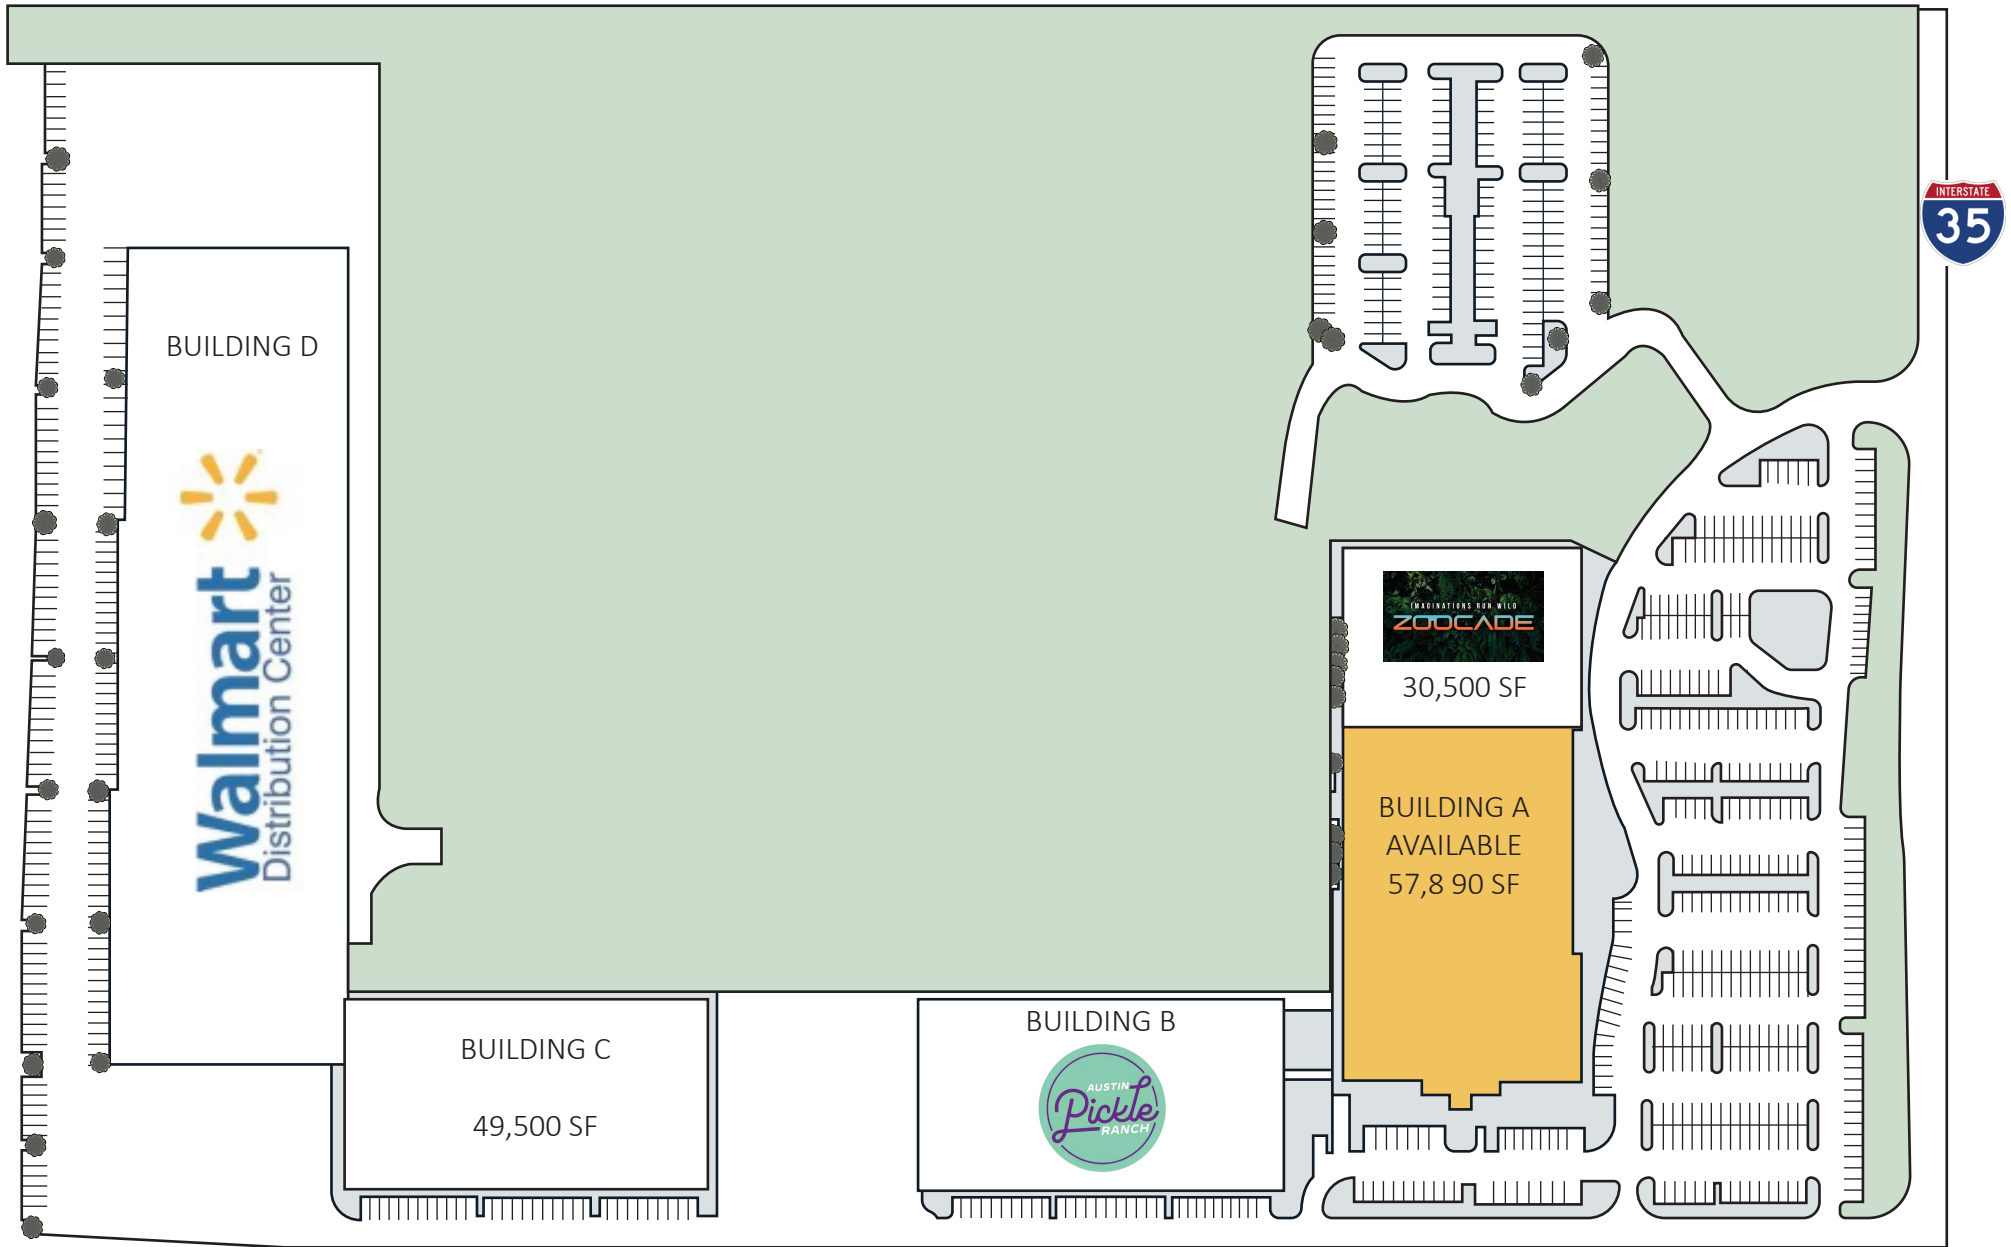 INTERSTATE
35
BUILDING D
Walmart
Distribution Center
IMAGINATIONS RUN WILD
ZOOCADE
30,500 SF
BUILDING A
AVAILABLE
57,8 90 SF
BUILDING B
AUSTIN
Pickle
RANCH
BUILDING C
49,500 SF